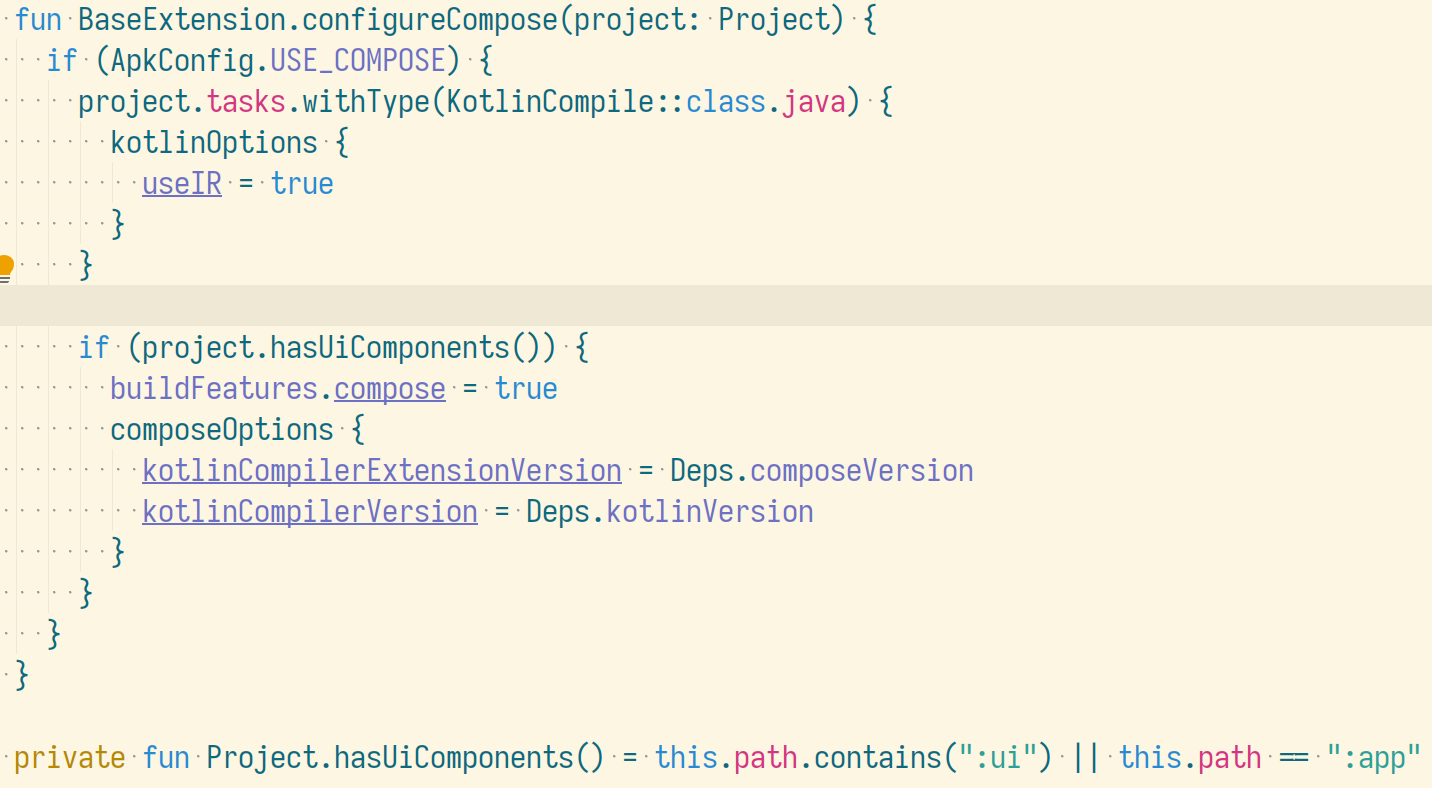 fun BaseExtension.configureCompose(project: Project) {
if (ApkConfig.USE_COMPOSE) {
project.tasks.withType(KotlinCompile::class.java) {
kotlinOptions {
useIR = true
}
}
if (project.hasUiComponents()) {
buildFeatures.compose = true
composeOptions {
kotlinCompilerExtensionVersion = Deps.composeVersion
kotlinCompilerVersion = Deps.kotlinVersion
}
}
}
}
private fun Project.hasUiComponents() = this.path.contains(":ui") || this.path == ":app"